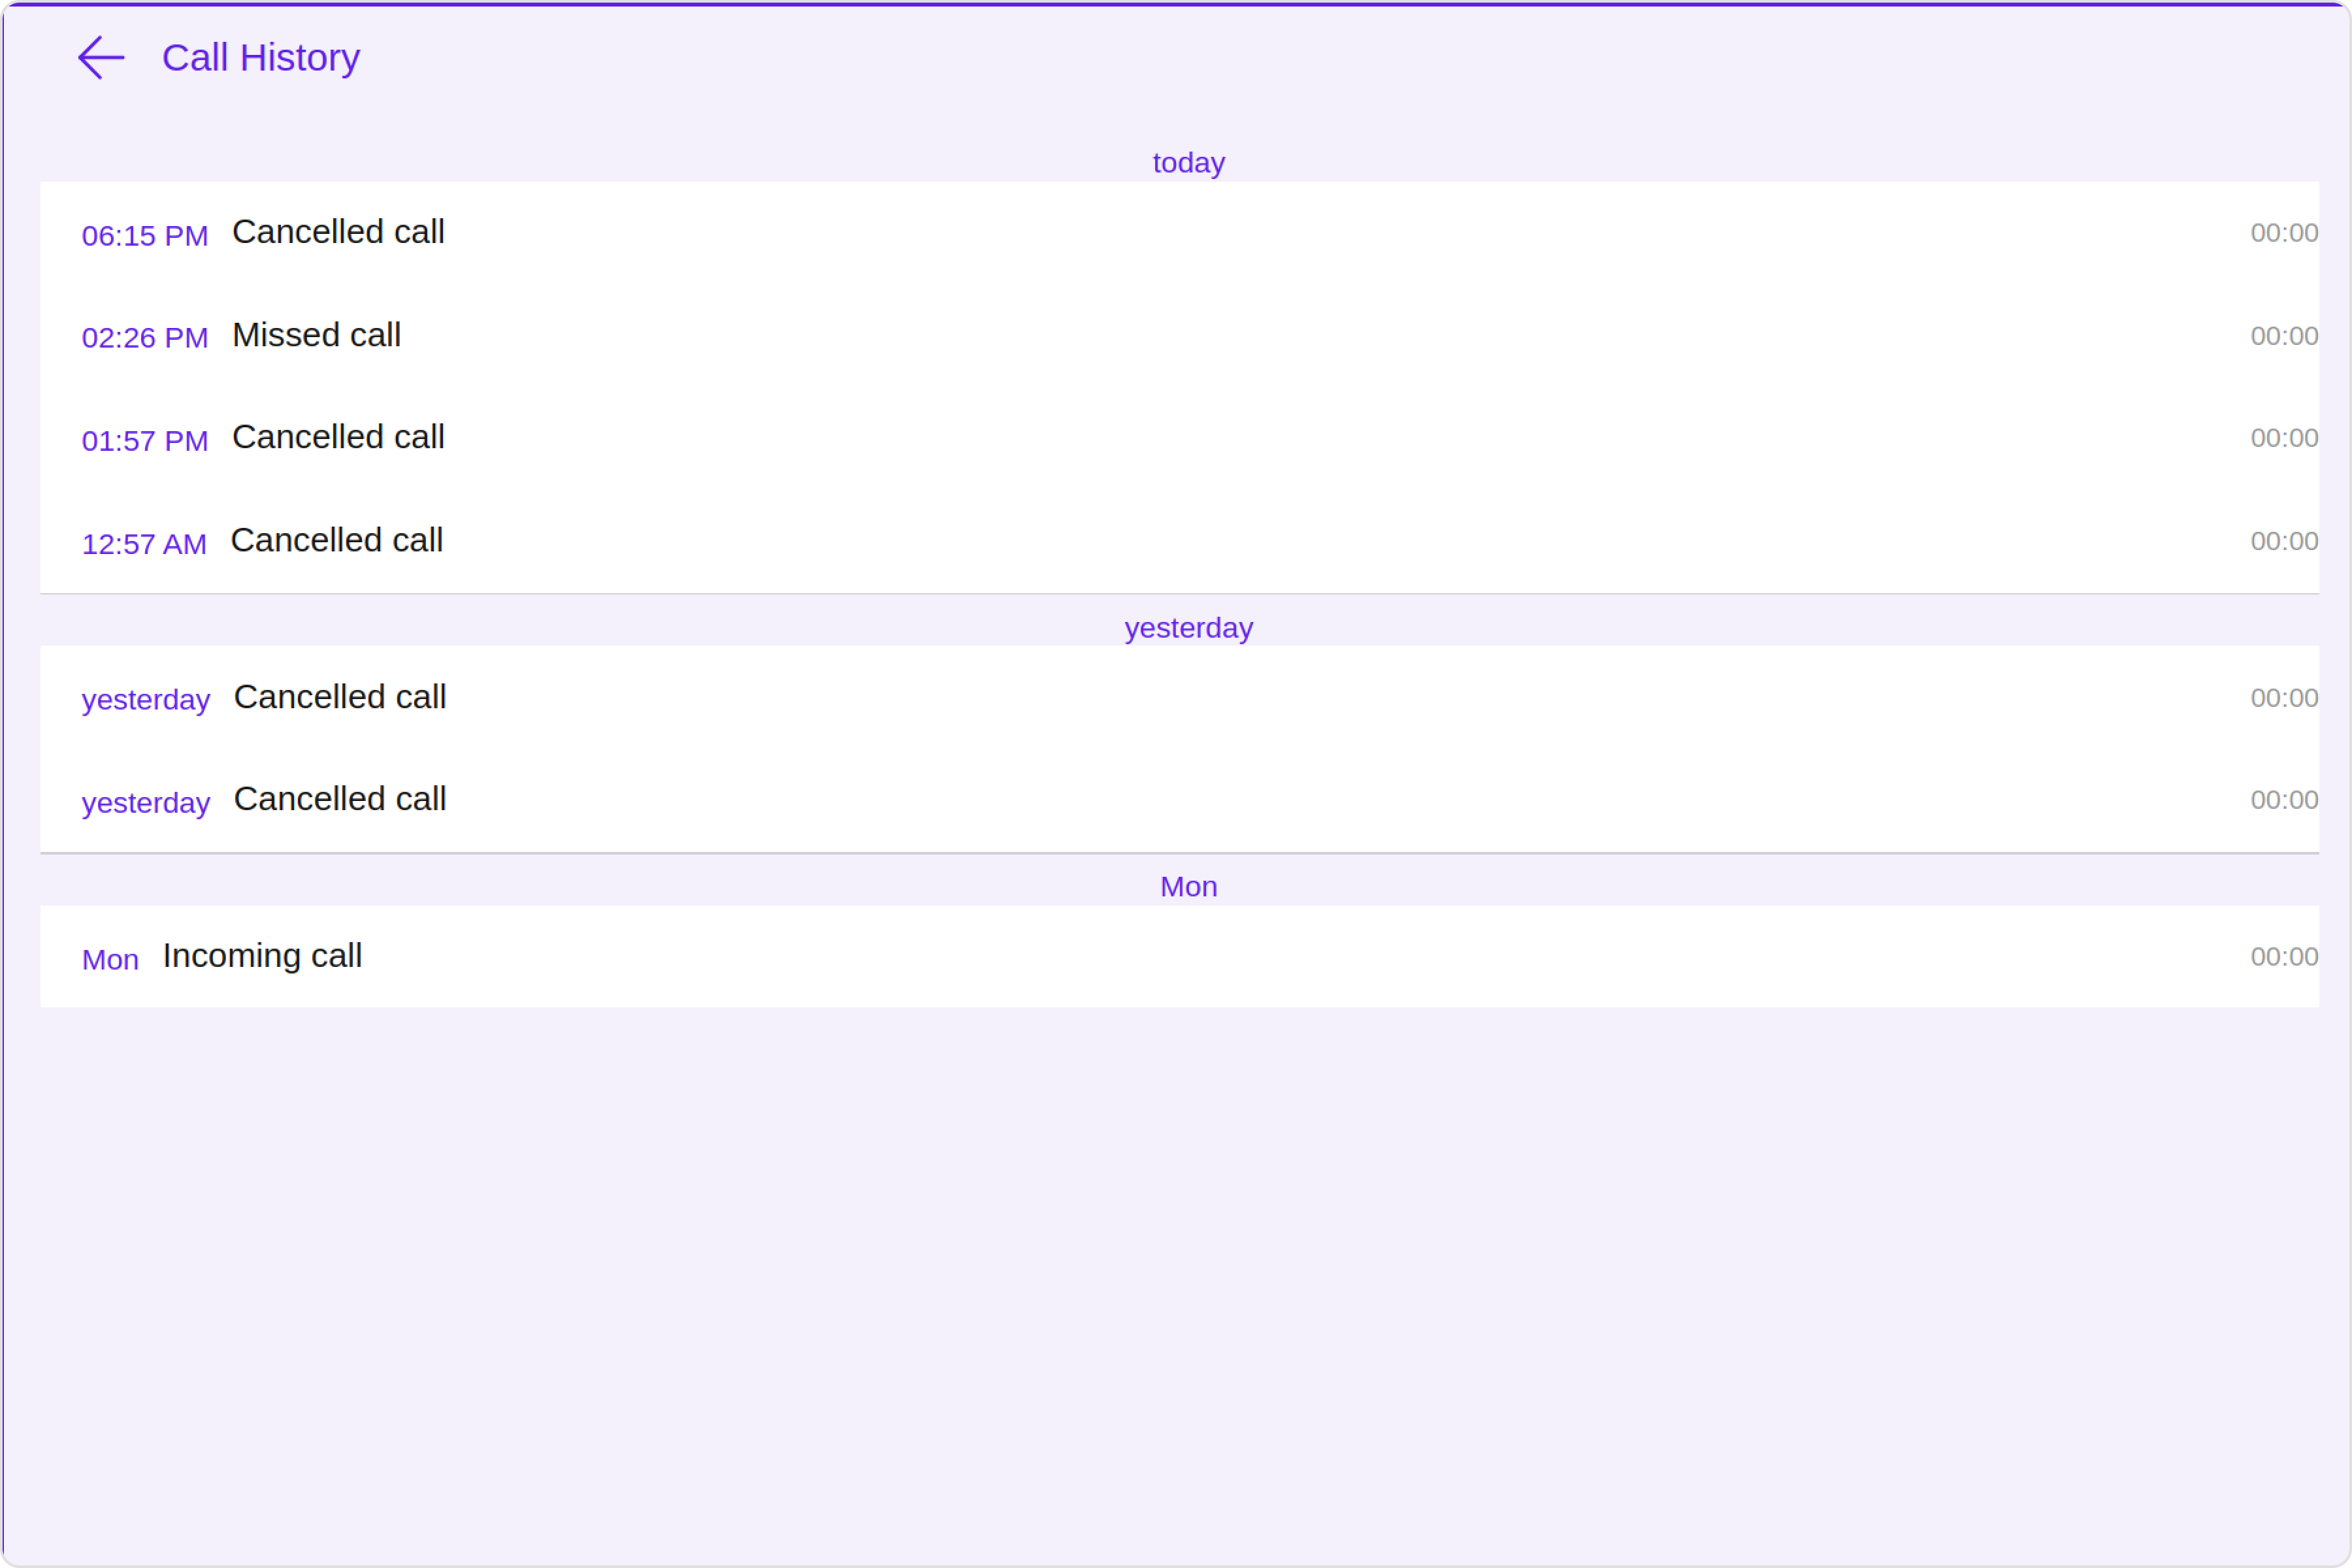 Call History
today
06:15 PM Cancelled call 00:00
02:26 PM Missed call 00:00
01:57 PM Cancelled call 00:00
12:57 AM Cancelled call 00:00
yesterday
yesterday Cancelled call 00:00
yesterday Cancelled call 00:00
Mon
Mon Incoming call 00:00